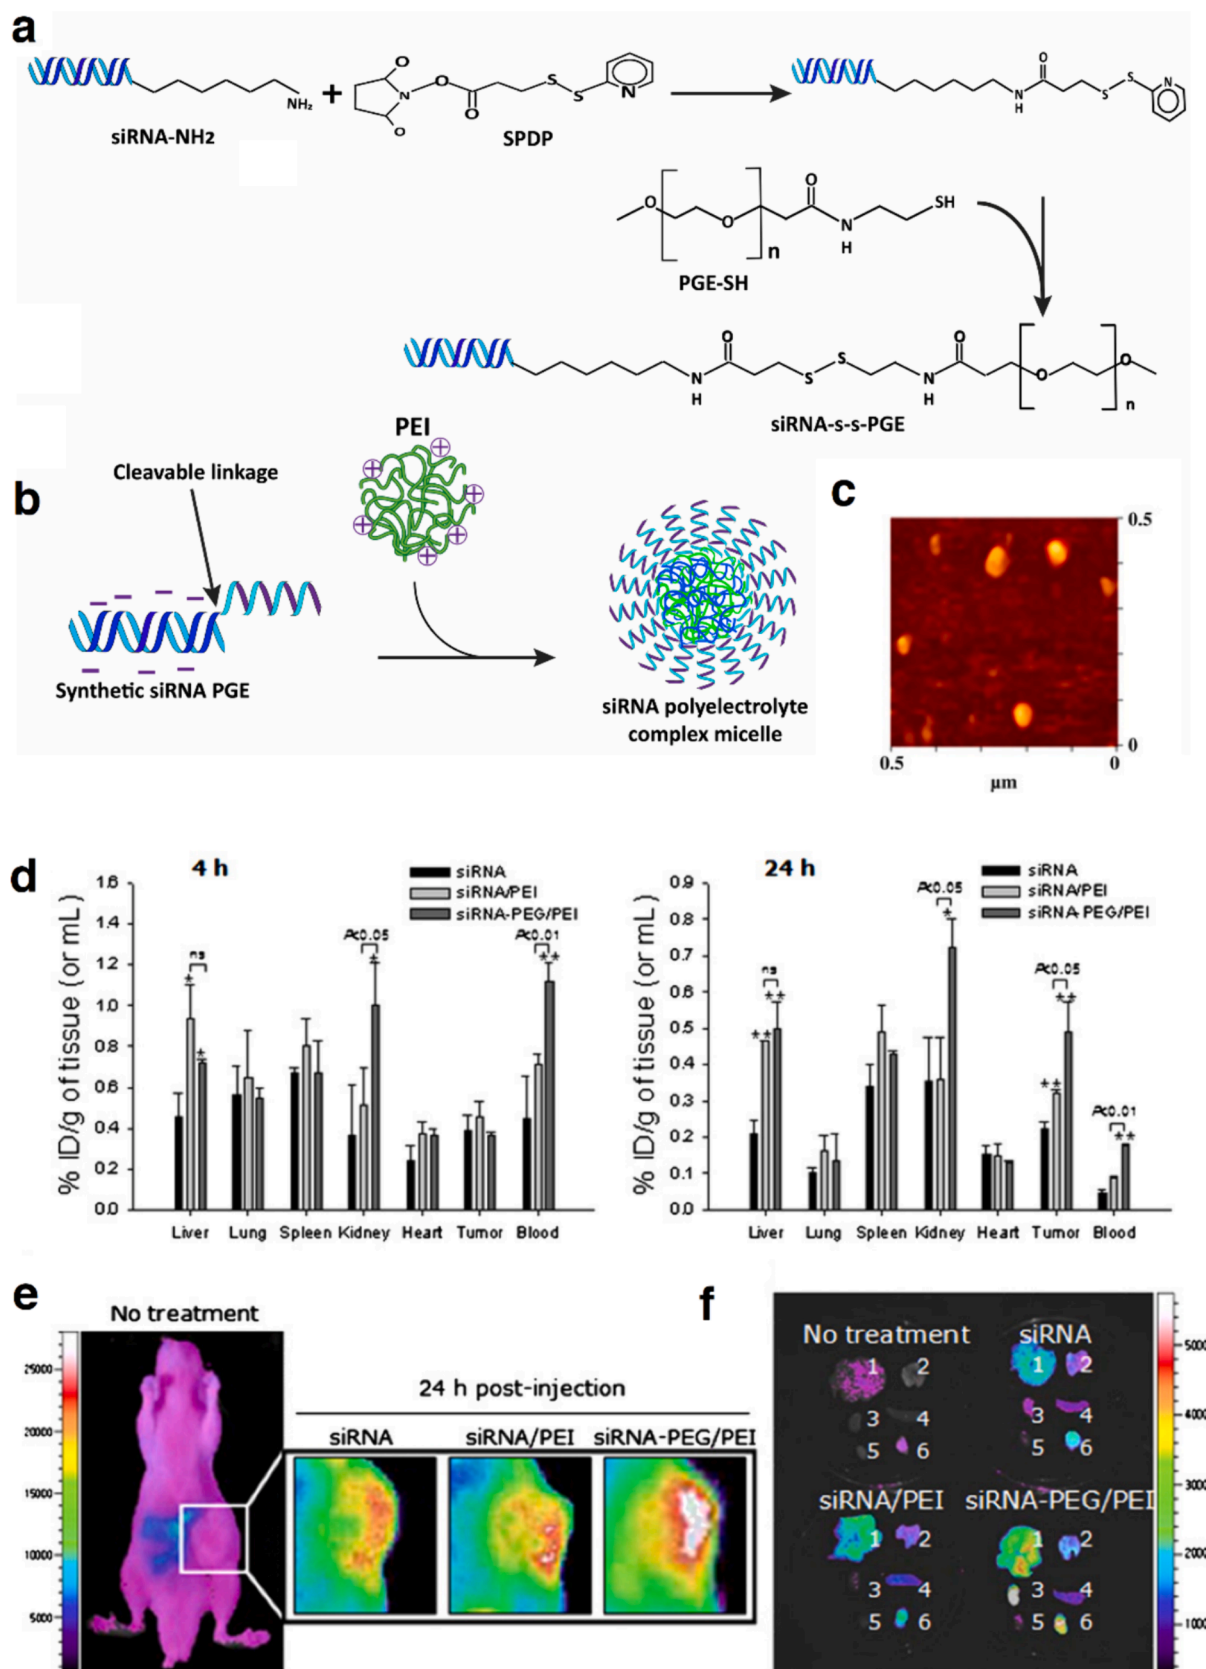 a
O
O
N
O
O
S
S
N
NH₂
+
siRNA-NH2
SPDP
O
N
H
S
S
N
O
O
O
N
H
SH
n
PGE-SH
O
N
H
S
S
N
H
O
O
O
n
siRNA-s-s-PGE
PEI
Cleavable linkage
b
c
Synthetic siRNA PGE
siRNA polyelectrolyte
complex micelle
0.5
0
0.5
0
µm
d
4 h
siRNA
siRNA/PEI
siRNA-PEG/PEI
% ID/g of tissue (or mL)
1.6
1.4
1.2
1.0
0.8
0.6
0.4
0.2
0.0
ns
*
*
P<0.05
*
P<0.01
**
Liver Lung Spleen Kidney Heart Tumor Blood
24 h
siRNA
siRNA/PEI
siRNA-PEG/PEI
% ID/g of tissue (or mL)
0.9
0.8
0.7
0.6
0.5
0.4
0.3
0.2
0.1
0.0
ns
**
**
P<0.05
*
P<0.05
**
**
P<0.01
**
Liver Lung Spleen Kidney Heart Tumor Blood
e
No treatment
25000
20000
15000
10000
5000
24 h post-injection
siRNA siRNA/PEI siRNA-PEG/PEI
f
No treatment siRNA
1 2 1 2
3 4 3 4
5 6 5 6
siRNA/PEI siRNA-PEG/PEI
1 2 1 2
3 4 3 4
5 6 5 6